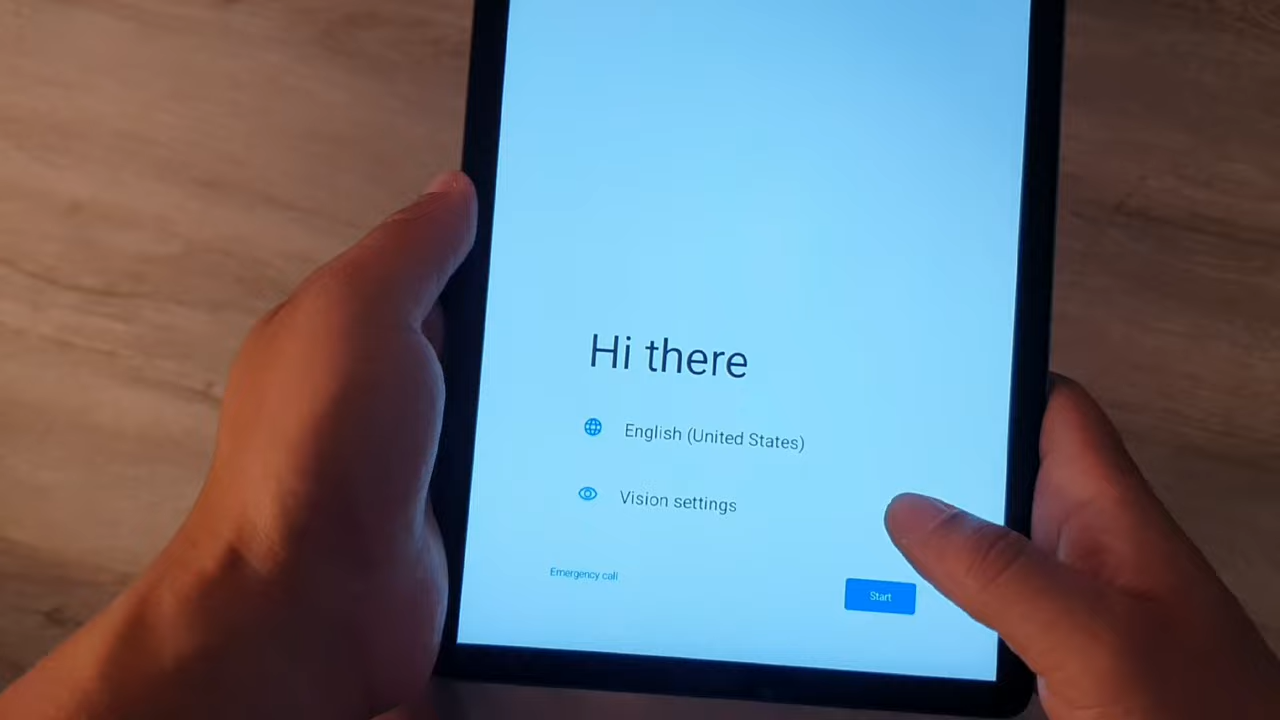 Hi there
English (United States)
Vision settings
Emergency call
Start